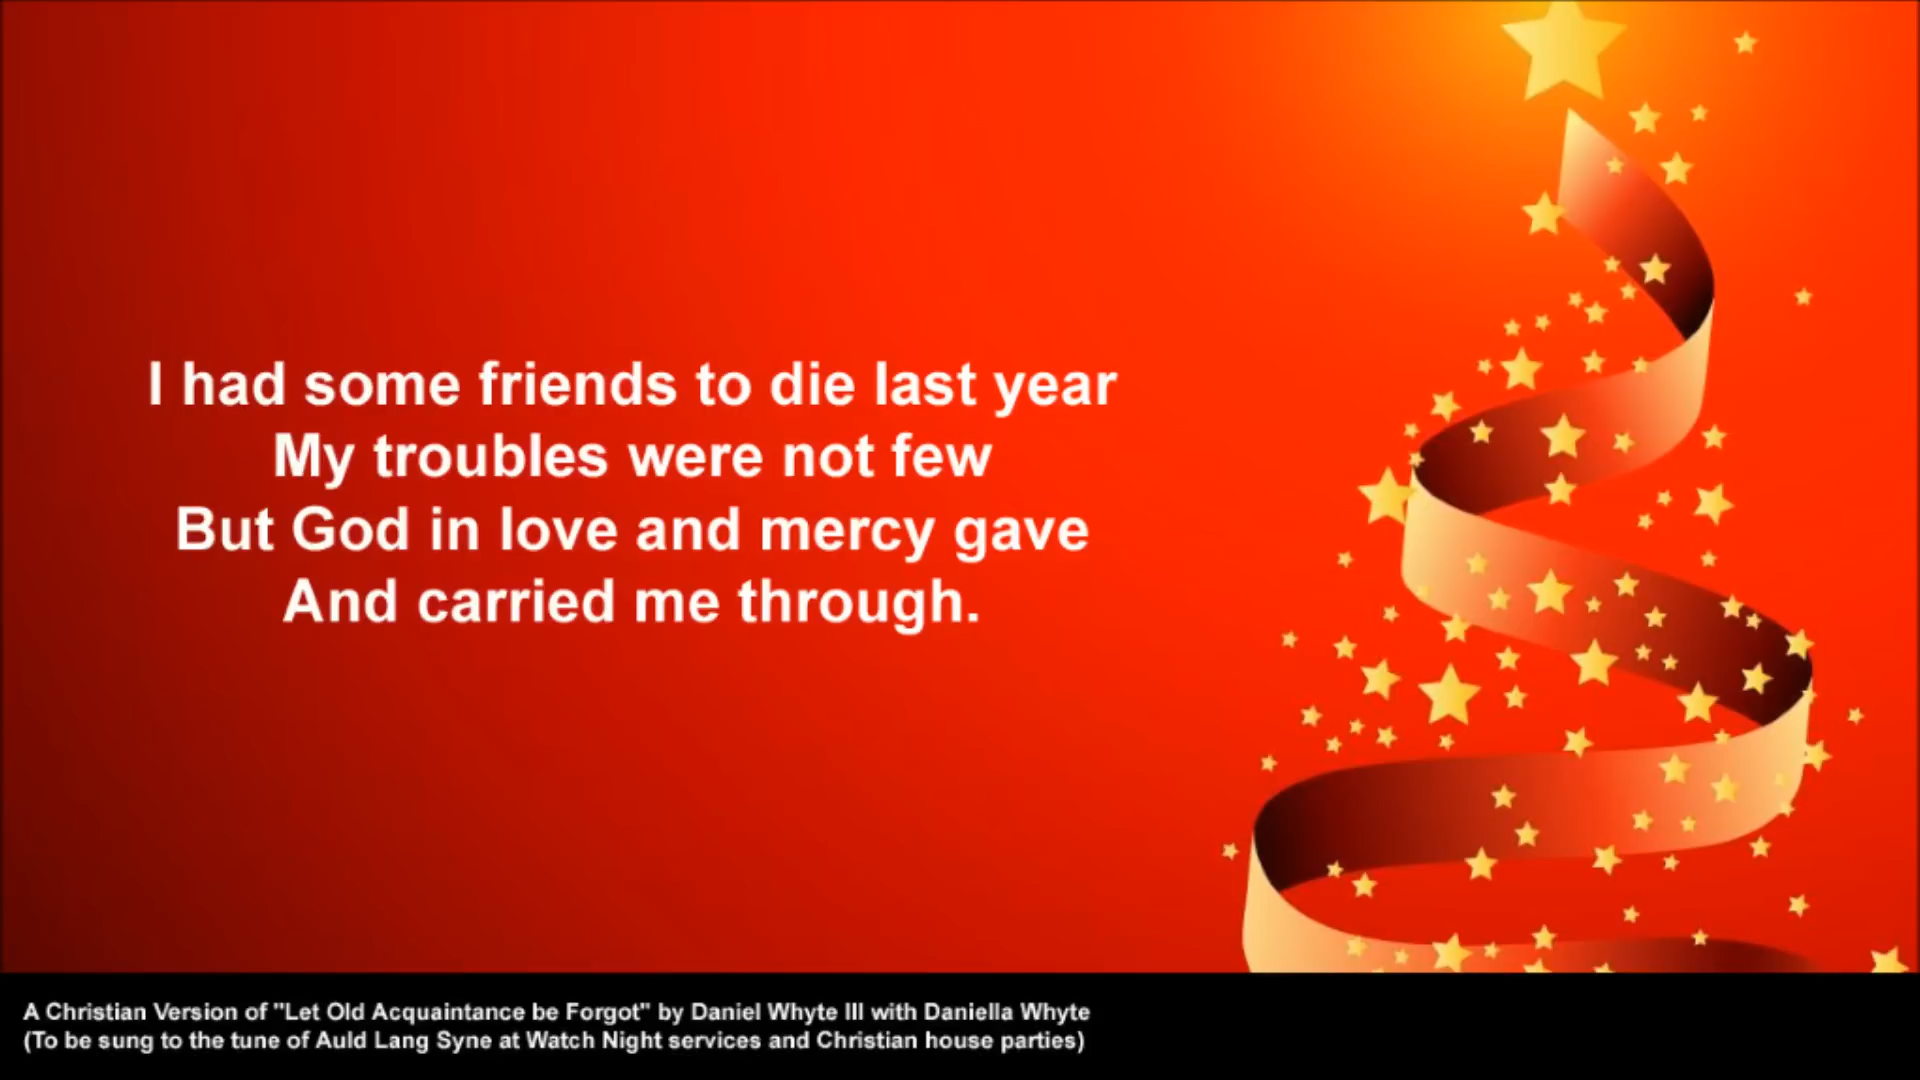 I had some friends to die last year
My troubles were not few
But God in love and mercy gave
And carried me through.
A Christian Version of "Let Old Acquaintance be Forgot" by Daniel Whyte III with Daniella Whyte
(To be sung to the tune of Auld Lang Syne at Watch Night services and Christian house parties)